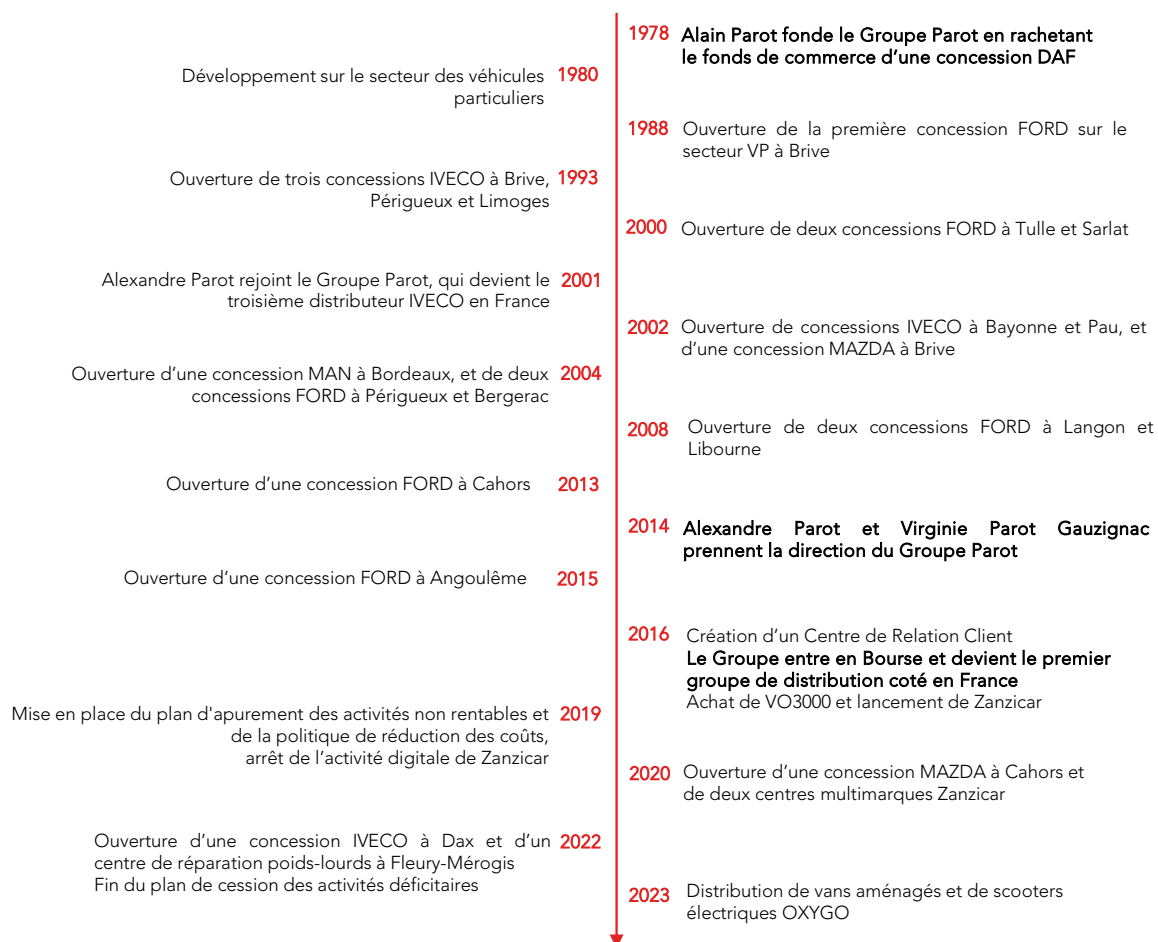 1978 Alain Parot fonde le Groupe Parot en rachetant
le fonds de commerce d’une concession DAF
Développement sur le secteur des véhicules 1980
particuliers
1988 Ouverture de la première concession FORD sur le
secteur VP à Brive
Ouverture de trois concessions IVECO à Brive, 1993
Périgueux et Limoges
2000 Ouverture de deux concessions FORD à Tulle et Sarlat
Alexandre Parot rejoint le Groupe Parot, qui devient le 2001
troisième distributeur IVECO en France
2002 Ouverture de concessions IVECO à Bayonne et Pau, et
d’une concession MAZDA à Brive
Ouverture d’une concession MAN à Bordeaux, et de deux 2004
concessions FORD à Périgueux et Bergerac
2008 Ouverture de deux concessions FORD à Langon et
Libourne
Ouverture d’une concession FORD à Cahors 2013
2014 Alexandre Parot et Virginie Parot Gauzignac
prennent la direction du Groupe Parot
Ouverture d’une concession FORD à Angoulême 2015
2016 Création d’un Centre de Relation Client
Le Groupe entre en Bourse et devient le premier
groupe de distribution coté en France
Achat de VO3000 et lancement de Zanzicar
Mise en place du plan d'apurement des activités non rentables et 2019
de la politique de réduction des coûts,
arrêt de l’activité digitale de Zanzicar
2020 Ouverture d’une concession MAZDA à Cahors et
de deux centres multimarques Zanzicar
Ouverture d’une concession IVECO à Dax et d’un 2022
centre de réparation poids-lourds à Fleury-Mérogis
Fin du plan de cession des activités déficitaires
2023 Distribution de vans aménagés et de scooters
électriques OXYGO